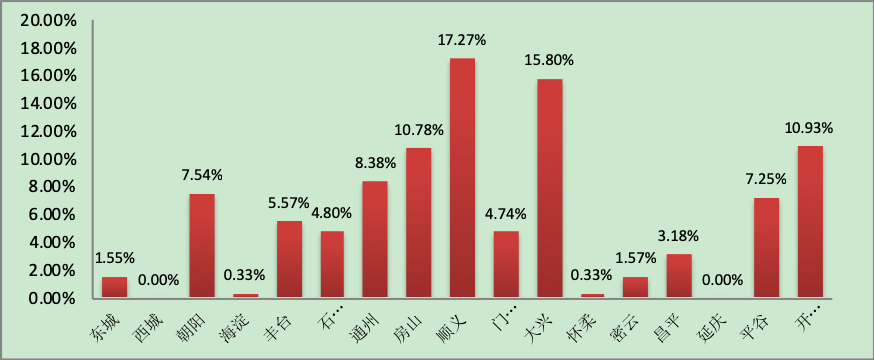 20.00%
18.00%
16.00%
14.00%
12.00%
10.00%
8.00%
6.00%
4.00%
2.00%
0.00%
1.55%
0.00%
7.54%
0.33%
5.57%
4.80%
8.38%
10.78%
17.27%
4.74%
15.80%
0.33%
1.57%
3.18%
0.00%
7.25%
10.93%
东城
西城
朝阳
海淀
丰台
石…
通州
房山
顺义
门…
大兴
怀柔
密云
昌平
延庆
平谷
开…